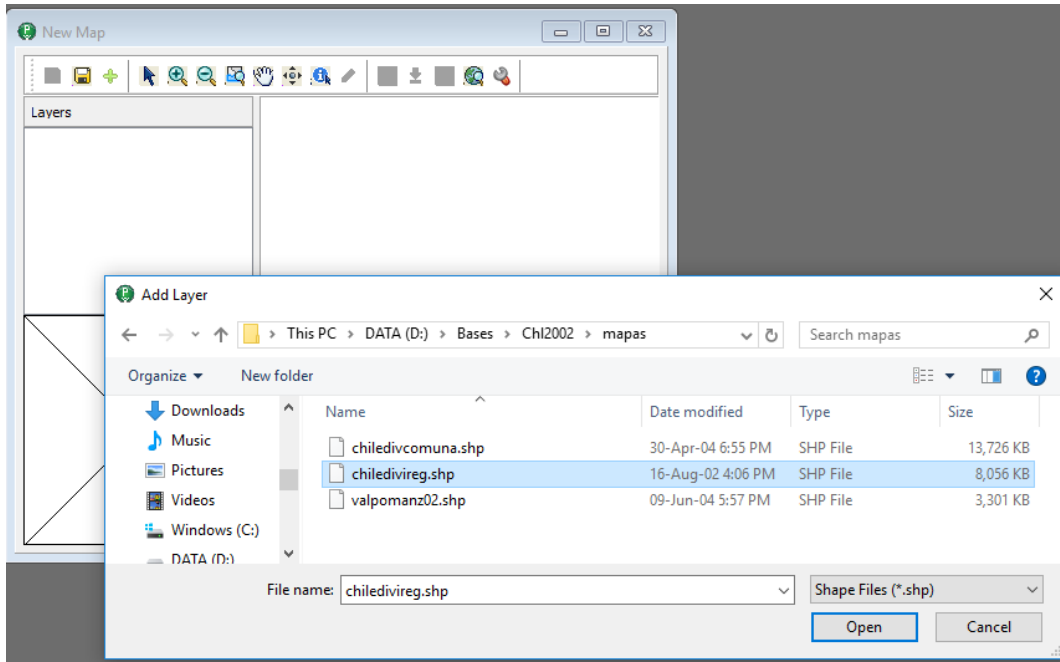 New Map
Layers
Add Layer
This PC > DATA (D:) > Bases > Chl2002 > mapas
Search mapas
Organize
New folder
Downloads
Music
Pictures
Videos
Windows (C:)
DATA (D:)
Name Date modified Type Size
chiledivcomuna.shp 30-Apr-04 6:55 PM SHP File 13,726 KB
chiledivireg.shp 16-Aug-02 4:06 PM SHP File 8,056 KB
valpomanz02.shp 09-Jun-04 5:57 PM SHP File 3,301 KB
File name: chiledivireg.shp Shape Files (*.shp)
Open Cancel